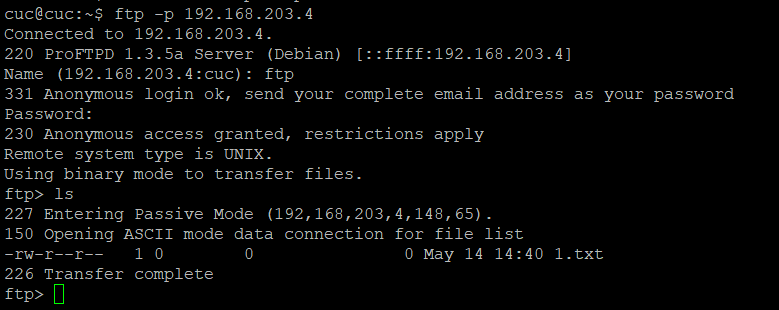 cuc@cuc:~$ ftp -p 192.168.203.4
Connected to 192.168.203.4.
220 ProFTPD 1.3.5a Server (Debian) [::ffff:192.168.203.4]
Name (192.168.203.4:cuc): ftp
331 Anonymous login ok, send your complete email address as your password
Password:
230 Anonymous access granted, restrictions apply
Remote system type is UNIX.
Using binary mode to transfer files.
ftp> ls
227 Entering Passive Mode (192,168,203,4,148,65).
150 Opening ASCII mode data connection for file list
-rw-r--r--   1 0        0               0 May 14 14:40 1.txt
226 Transfer complete
ftp>